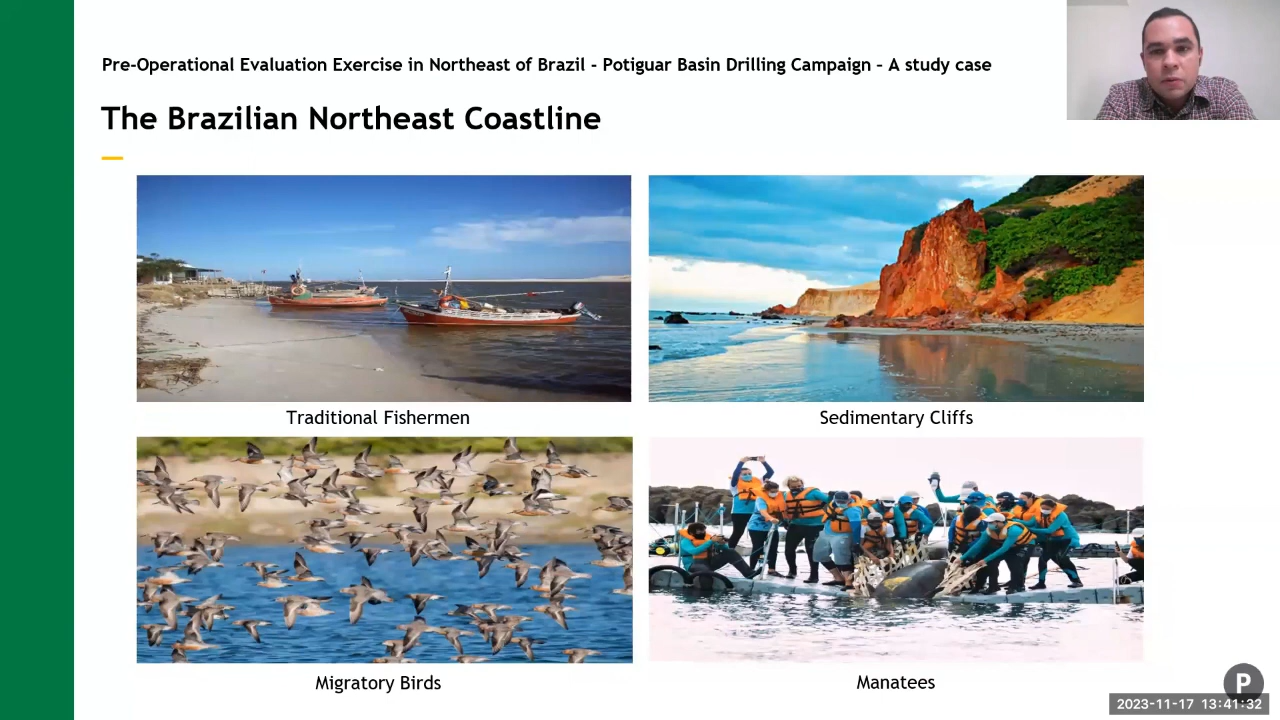 Pre-Operational Evaluation Exercise in Northeast of Brazil - Potiguar Basin Drilling Campaign – A study case
The Brazilian Northeast Coastline
Traditional Fishermen
Sedimentary Cliffs
Migratory Birds
Manatees
P
2023-11-17 13:41:32